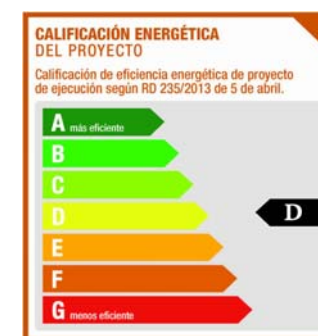 CALIFICACIÓN ENERGÉTICA
DEL PROYECTO
Calificación de eficiencia energética de proyecto
de ejecución según RD 235/2013 de 5 de abril.
A más eficiente
B
C
D
D
E
F
G menos eficiente